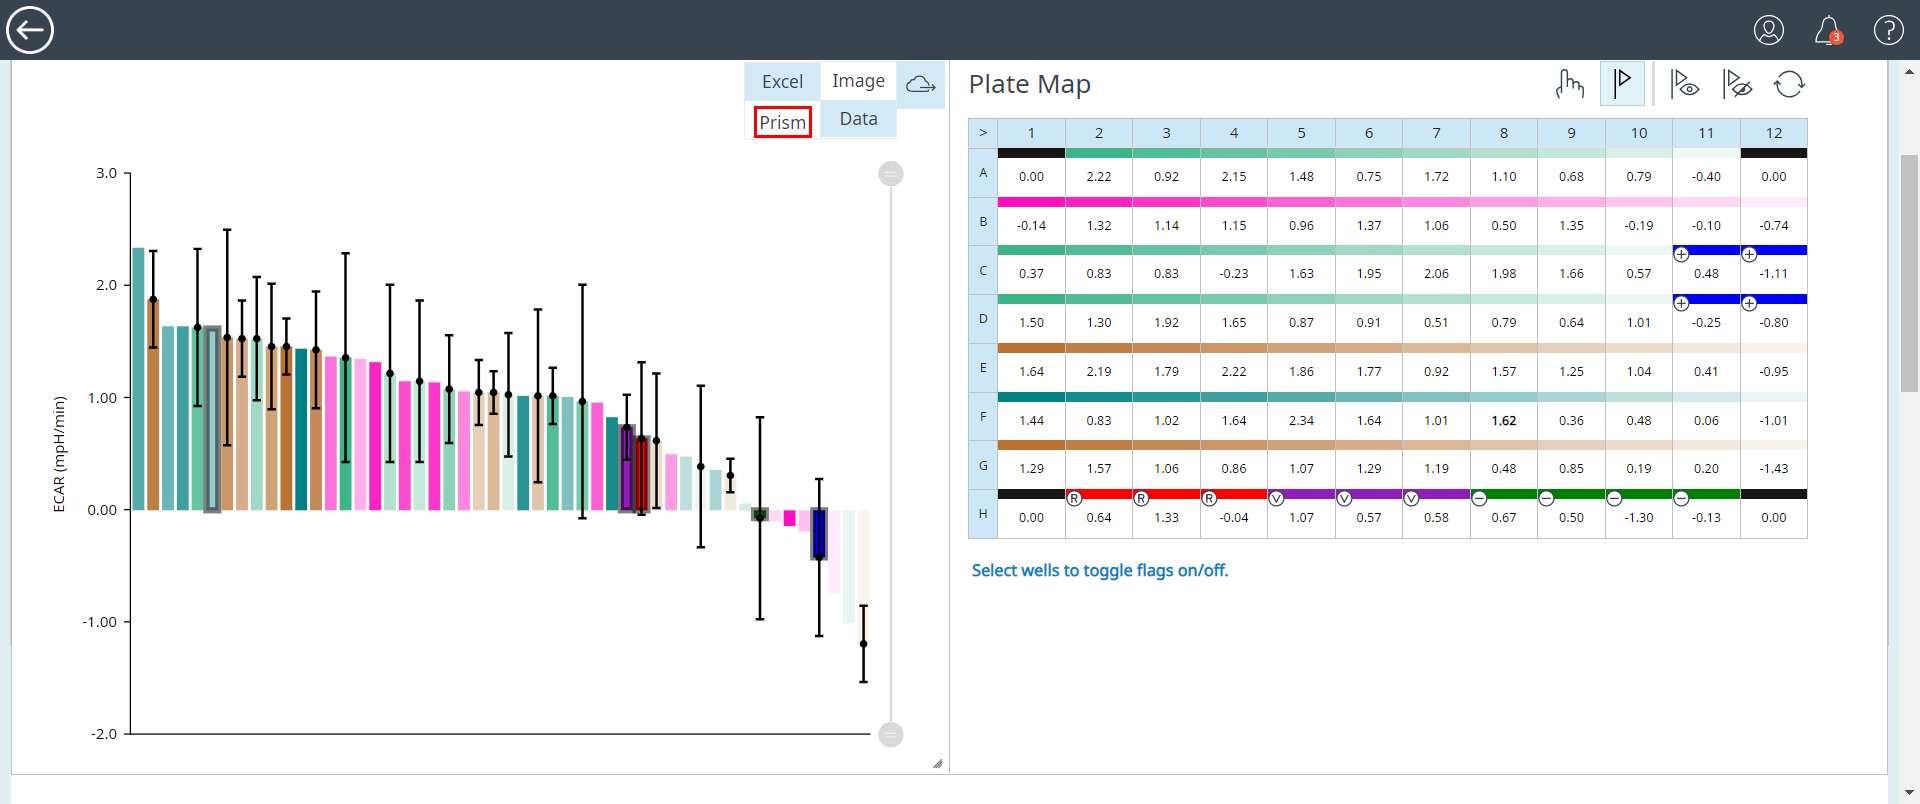 3
Excel Image
Prism Data
Plate Map
3.0
2.0
1.00
0.00
-1.00
-2.0
ECAR (mpH/min)
> 1 2 3 4 5 6 7 8 9 10 11 12
A 0.00 2.22 0.92 2.15 1.48 0.75 1.72 1.10 0.68 0.79 -0.40 0.00
B -0.14 1.32 1.14 1.15 0.96 1.37 1.06 0.50 1.35 -0.19 -0.10 -0.74
C 0.37 0.83 0.83 -0.23 1.63 1.95 2.06 1.98 1.66 0.57 0.48 -1.11
D 1.50 1.30 1.92 1.65 0.87 0.91 0.51 0.79 0.64 1.01 -0.25 -0.80
E 1.64 2.19 1.79 2.22 1.86 1.77 0.92 1.57 1.25 1.04 0.41 -0.95
F 1.44 0.83 1.02 1.64 2.34 1.64 1.01 1.62 0.36 0.48 0.06 -1.01
G 1.29 1.57 1.06 0.86 1.07 1.29 1.19 0.48 0.85 0.19 0.20 -1.43
R R R V V V
H 0.00 0.64 1.33 -0.04 1.07 0.57 0.58 0.67 0.50 -1.30 -0.13 0.00
Select wells to toggle flags on/off.